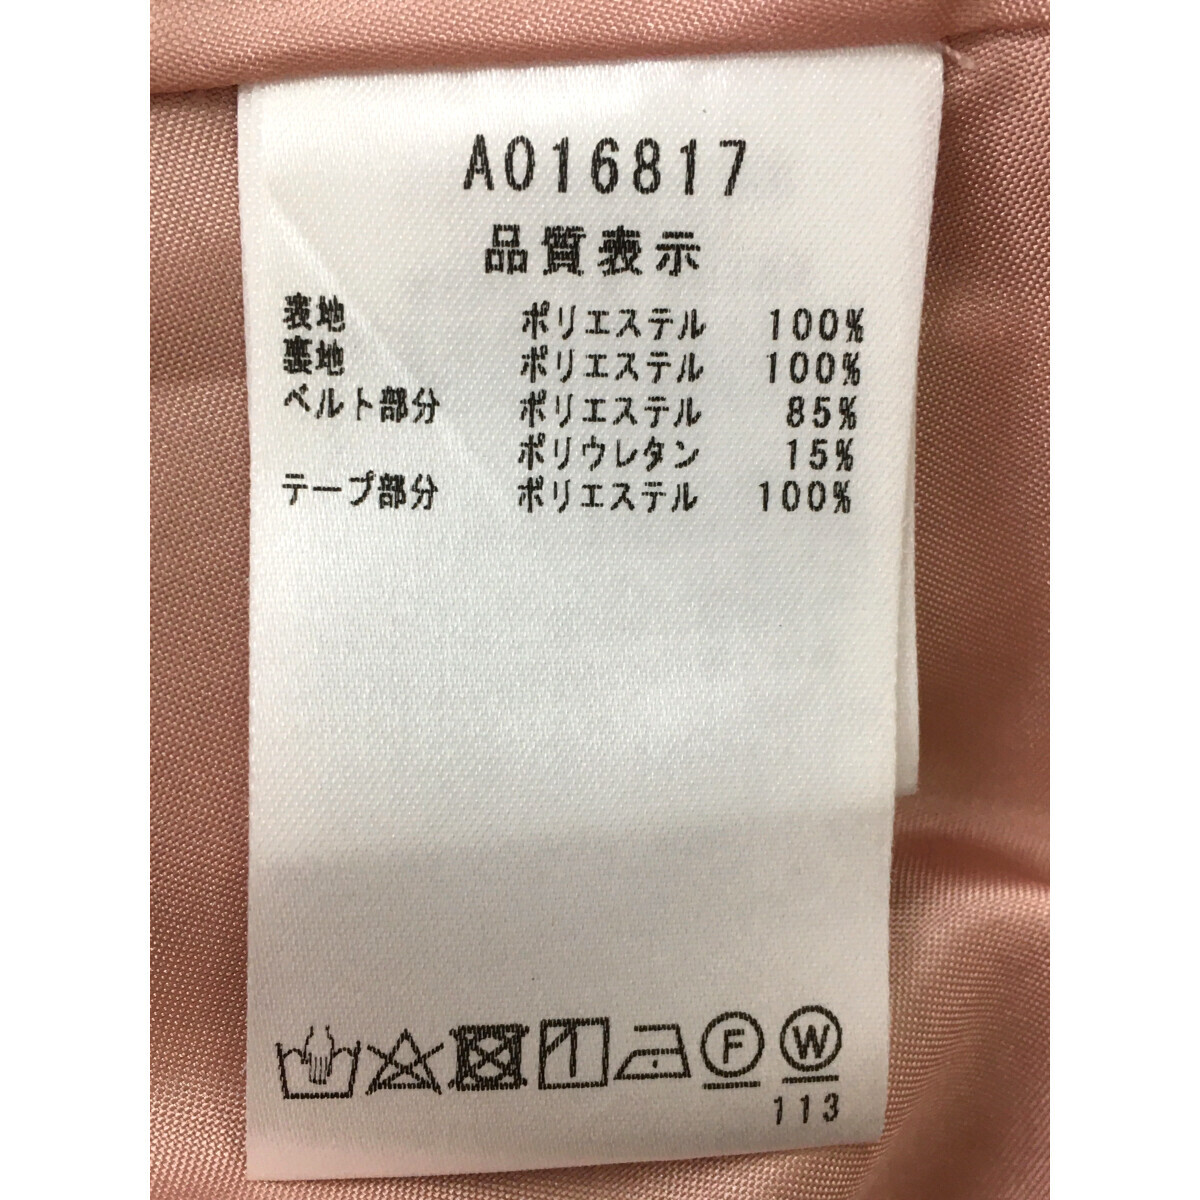 A016817
品質表示
表地 ポリエステル 100%
裏地 ポリエステル 100%
ベルト部分 ポリエステル 85%
ポリウレタン 15%
テープ部分 ポリエステル 100%
F W
113